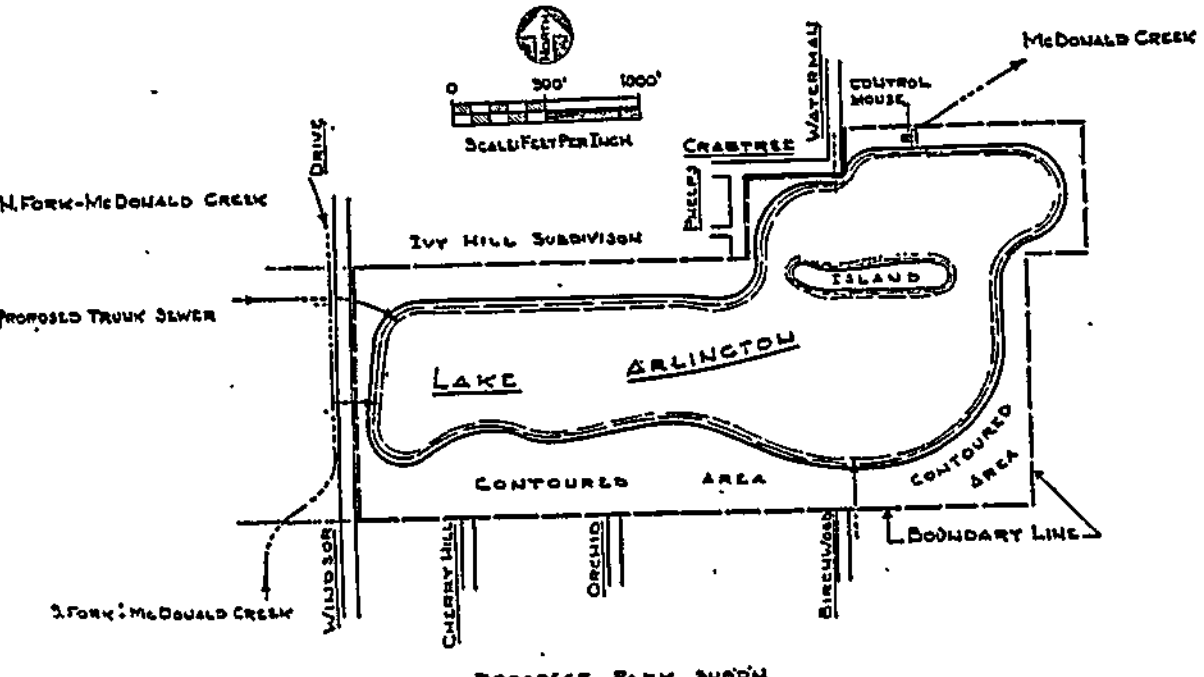 NORTH
0 500' 1000'
SCALE: FEET PER INCH
McDONALD CREEK
CONTROL
HOUSE
WATERMAN
CRABTREE
PHELPS
DRIVE
N. FORK-McDONALD CREEK
IVY HILL SUBDIVISON
ISLAND
PROPOSED TRUNK SEWER
LAKE ARLINGTON
CONTOURED AREA
CONTOURED
AREA
BOUNDARY LINE
WINDSOR
CHERRY HILL
ORCHID
BIRCHWOOD
S. FORK: McDONALD CREEK